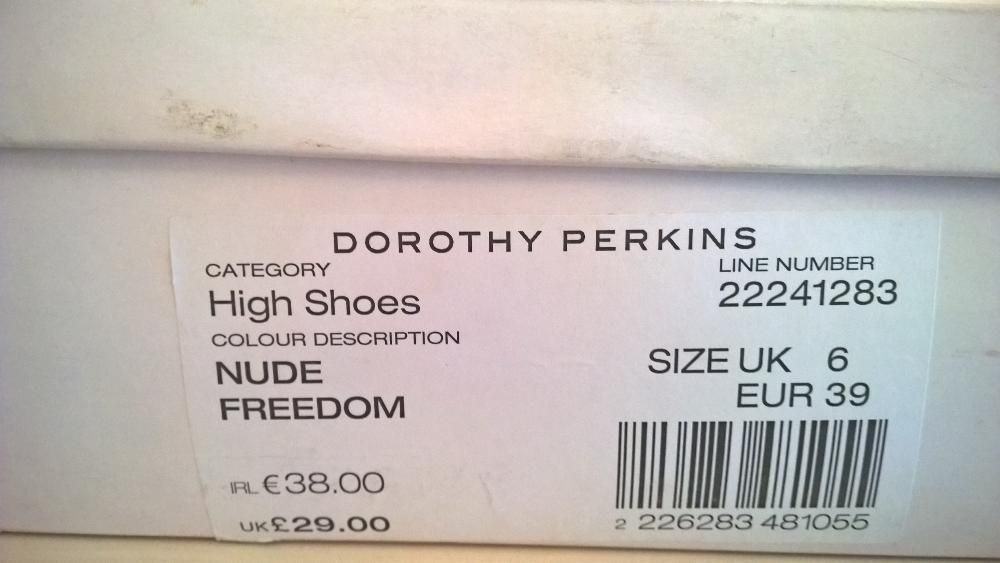 DOROTHY PERKINS
CATEGORY
High Shoes
LINE NUMBER
22241283
COLOUR DESCRIPTION
NUDE
FREEDOM
SIZE UK 6
EUR 39
IRL €38.00
UK £29.00
2 226283 481055